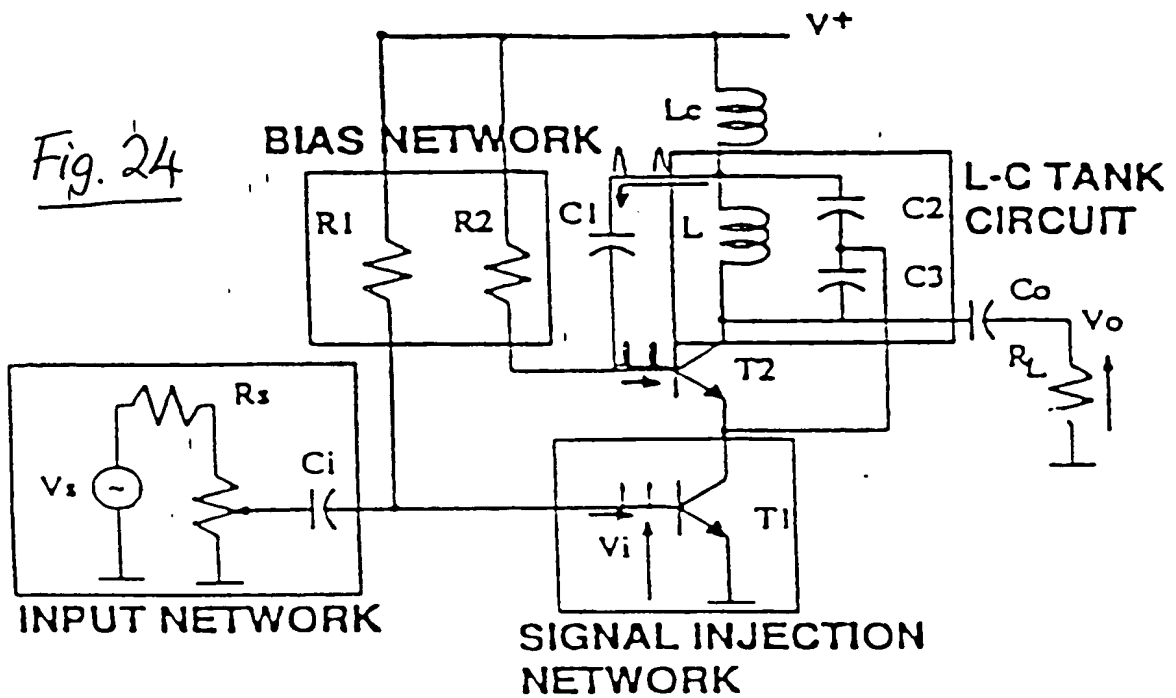 V+
Lc
Fig. 24
BIAS NETWORK
L-C TANK
CIRCUIT
R1
R2
C1
L
C2
C3
Co
Vo
RL
T2
Rs
Vs
Ci
Vi
T1
INPUT NETWORK
SIGNAL INJECTION
NETWORK